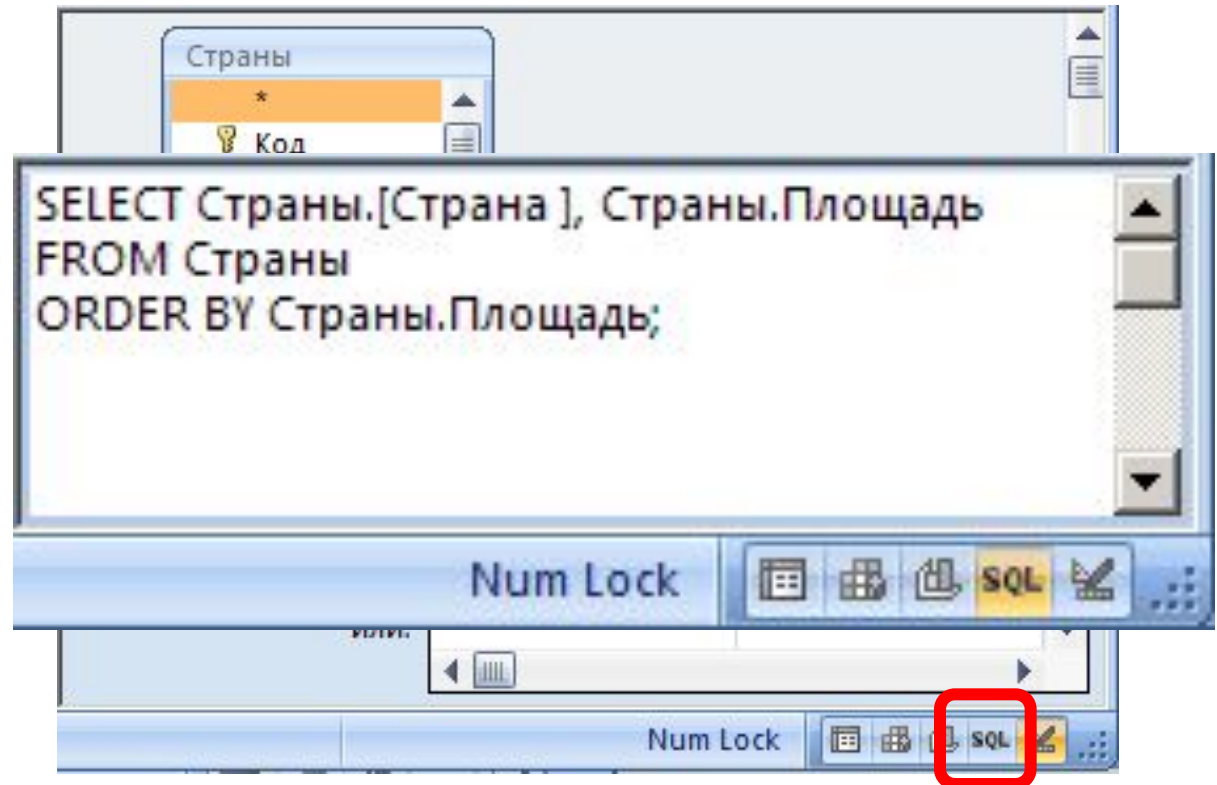 Страны
*
Код
SELECT Страны.[Страна ], Страны.Площадь
FROM Страны
ORDER BY Страны.Площадь;
Num Lock
SQL
или:
Num Lock
SQL